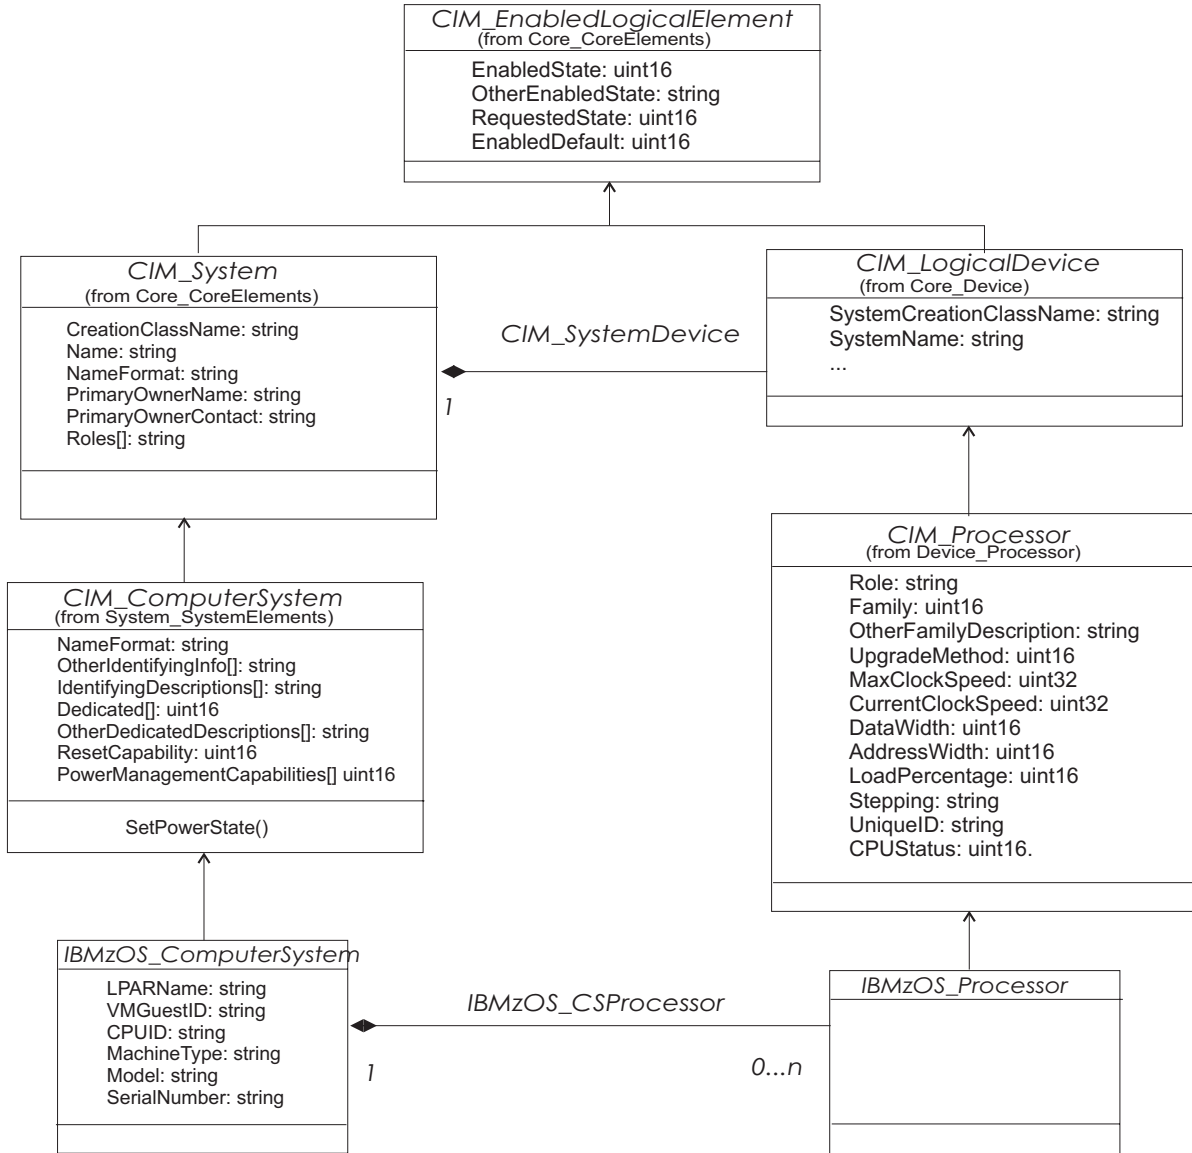 CIM_EnabledLogicalElement
(from Core_CoreElements)
EnabledState: uint16
OtherEnabledState: string
RequestedState: uint16
EnabledDefault: uint16
CIM_System
(from Core_CoreElements)
CreationClassName: string
Name: string
NameFormat: string
PrimaryOwnerName: string
PrimaryOwnerContact: string
Roles[]: string
CIM_SystemDevice
1
CIM_LogicalDevice
(from Core_Device)
SystemCreationClassName: string
SystemName: string
...
CIM_ComputerSystem
(from System_SystemElements)
NameFormat: string
OtherIdentifyingInfo[]: string
IdentifyingDescriptions[]: string
Dedicated[]: uint16
OtherDedicatedDescriptions[]: string
ResetCapability: uint16
PowerManagementCapabilities[] uint16
SetPowerState()
CIM_Processor
(from Device_Processor)
Role: string
Family: uint16
OtherFamilyDescription: string
UpgradeMethod: uint16
MaxClockSpeed: uint32
CurrentClockSpeed: uint32
DataWidth: uint16
AddressWidth: uint16
LoadPercentage: uint16
Stepping: string
UniqueID: string
CPUStatus: uint16.
IBMzOS_ComputerSystem
LPARName: string
VMGuestID: string
CPUID: string
MachineType: string
Model: string
SerialNumber: string
IBMzOS_CSProcessor
1
0...n
IBMzOS_Processor